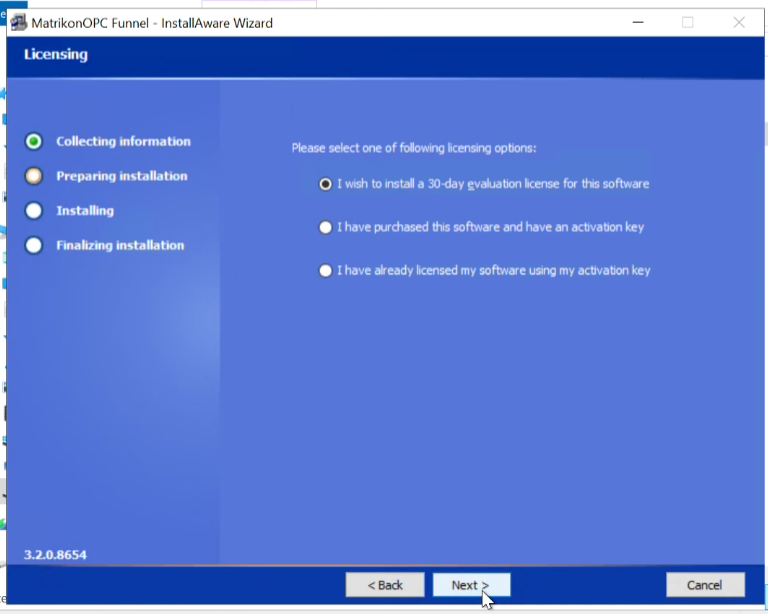 MatrikonOPC Funnel - InstallAware Wizard
Licensing
Collecting information
Preparing installation
Installing
Finalizing installation
Please select one of following licensing options:
I wish to install a 30-day evaluation license for this software
I have purchased this software and have an activation key
I have already licensed my software using my activation key
3.2.0.8654
< Back
Next >
Cancel